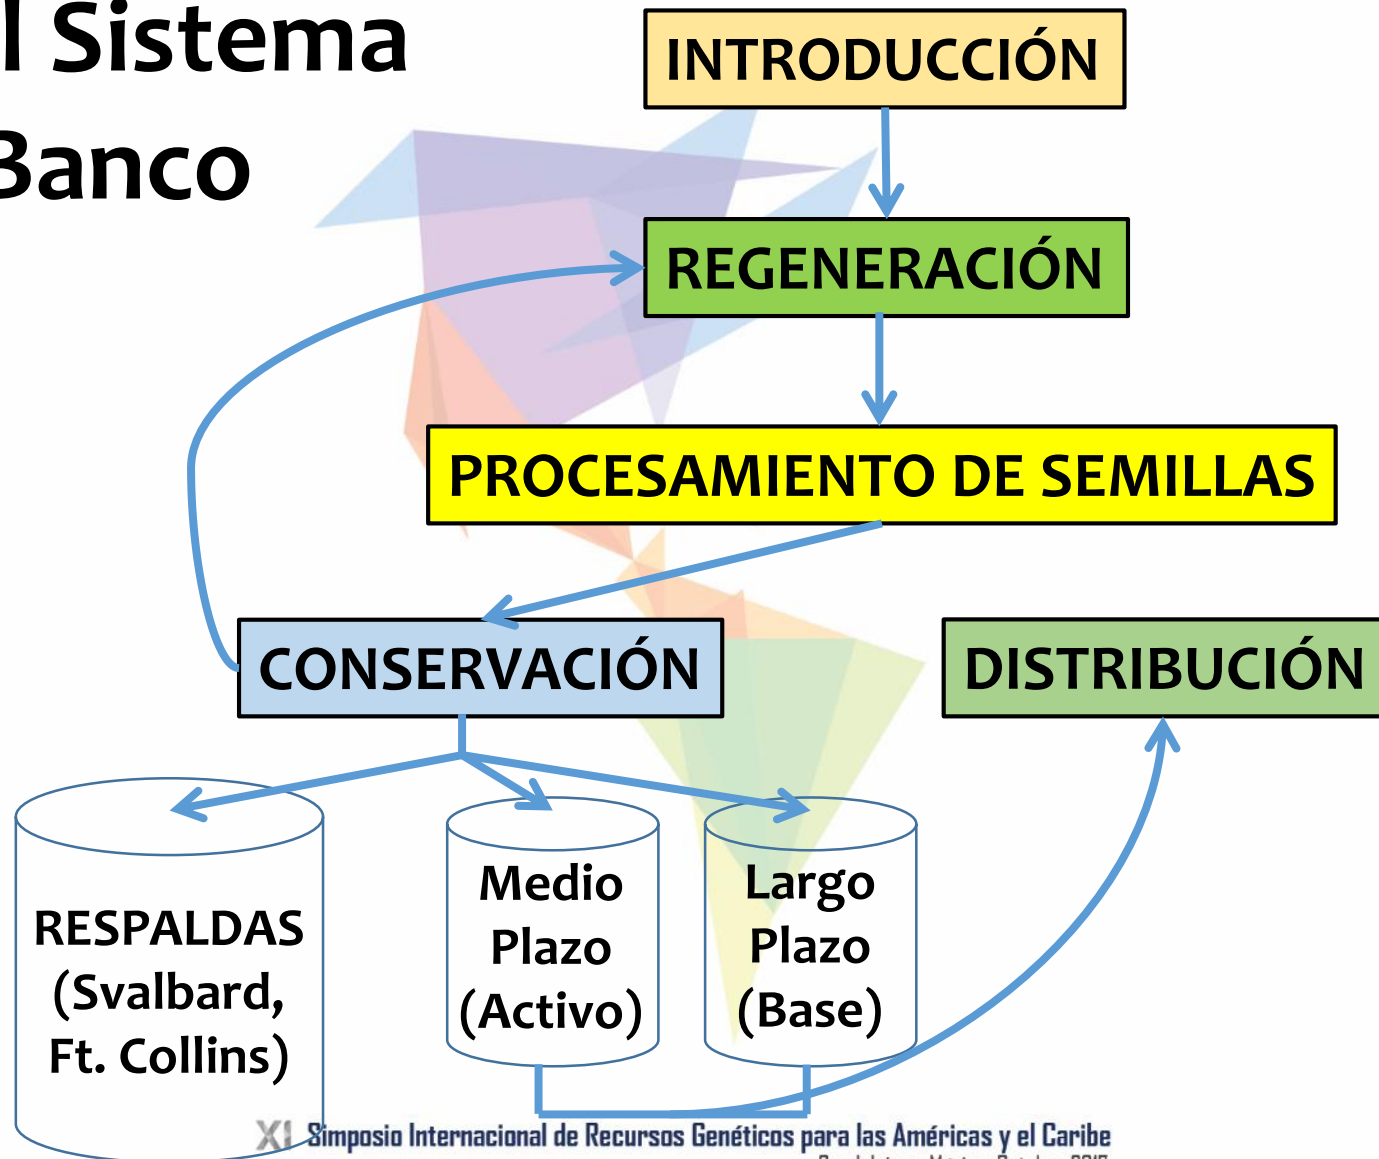 l Sistema
Banco
INTRODUCCIÓN
REGENERACIÓN
PROCESAMIENTO DE SEMILLAS
CONSERVACIÓN
DISTRIBUCIÓN
RESPALDAS
(Svalbard,
Ft. Collins)
Medio
Plazo
(Activo)
Largo
Plazo
(Base)
XI Simposio Internacional de Recursos Genéticos para las Américas y el Caribe